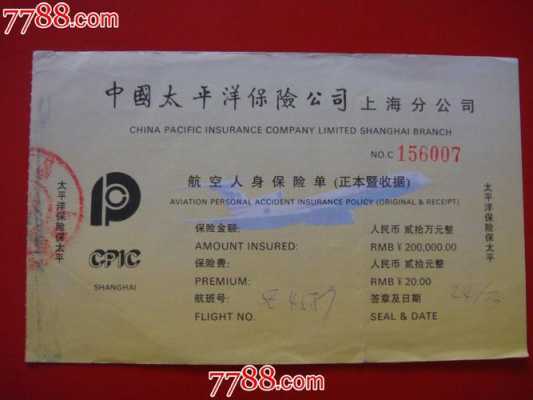 7788.com
中國太平洋保險公司 上海分公司
CHINA PACIFIC INSURANCE COMPANY LIMITED SHANGHAI BRANCH
NO.C 156007
航空人身保险单 (正本暨收据)
AVIATION PERSONAL ACCIDENT INSURANCE POLICY (ORIGINAL & RECEIPT)
太平洋保险保太平
CPIC
SHANGHAI
保险金额: 人民币 贰拾万元整
AMOUNT INSURED: RMB ¥ 200,000.00
保险费: 人民币 贰拾元整
PREMIUM: RMB ¥ 20.00
航班号: 签章及日期
FLIGHT NO. SEAL & DATE
太平洋保险保太平
7788.com